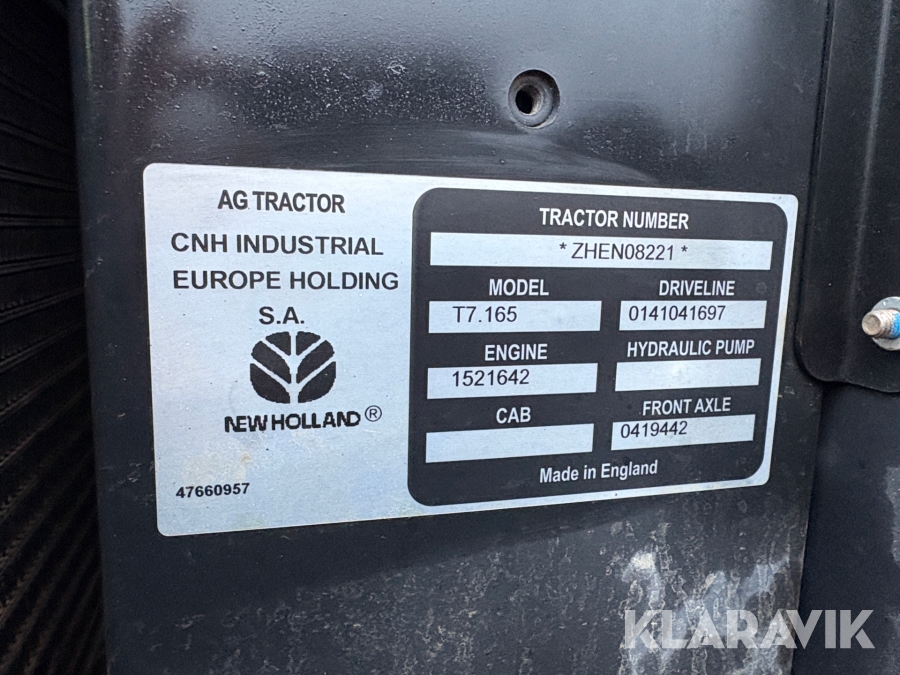 AG TRACTOR
CNH INDUSTRIAL
EUROPE HOLDING
S.A.
NEW HOLLAND®
47660957
TRACTOR NUMBER
* ZHEN08221 *
MODEL
T7.165
DRIVELINE
0141041697
ENGINE
1521642
HYDRAULIC PUMP
CAB
FRONT AXLE
0419442
Made in England
KLARAVIK